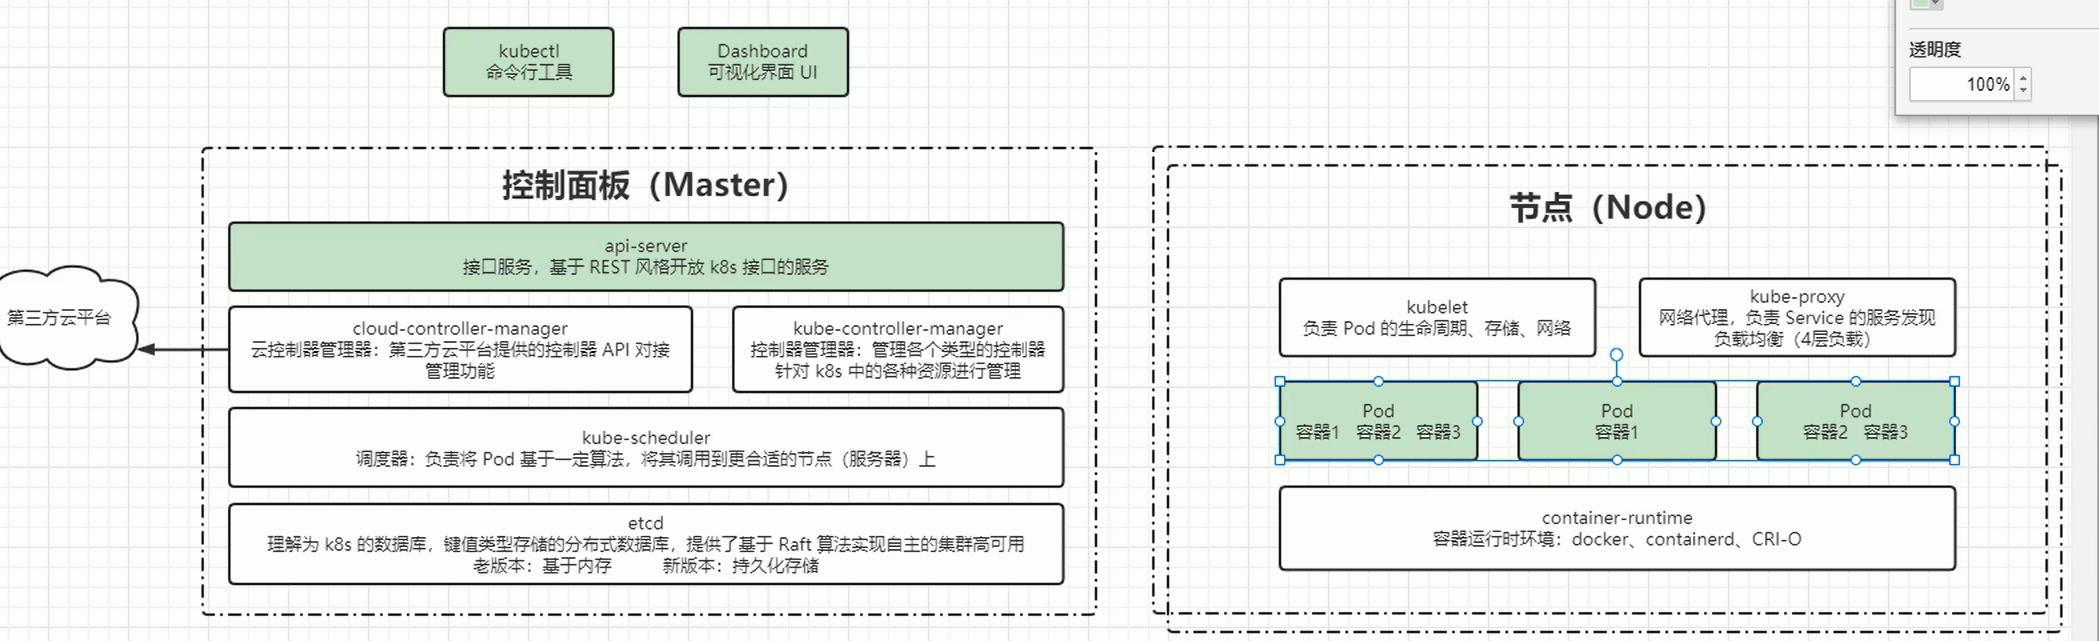 透明度
100%
kubectl
命令行工具
Dashboard
可视化界面 UI
控制面板（Master）
api-server
接口服务，基于 REST 风格开放 k8s 接口的服务
第三方云平台
cloud-controller-manager
云控制器管理器：第三方云平台提供的控制器 API 对接
管理功能
kube-controller-manager
控制器管理器：管理各个类型的控制器
针对 k8s 中的各种资源进行管理
kube-scheduler
调度器：负责将 Pod 基于一定算法，将其调用到更合适的节点（服务器）上
etcd
理解为 k8s 的数据库，键值类型存储的分布式数据库，提供了基于 Raft 算法实现自主的集群高可用
老版本：基于内存 新版本：持久化存储
节点（Node）
kubelet
负责 Pod 的生命周期、存储、网络
kube-proxy
网络代理，负责 Service 的服务发现
负载均衡（4层负载）
Pod
容器1 容器2 容器3
Pod
容器1
Pod
容器2 容器3
container-runtime
容器运行时环境：docker、containerd、CRI-O